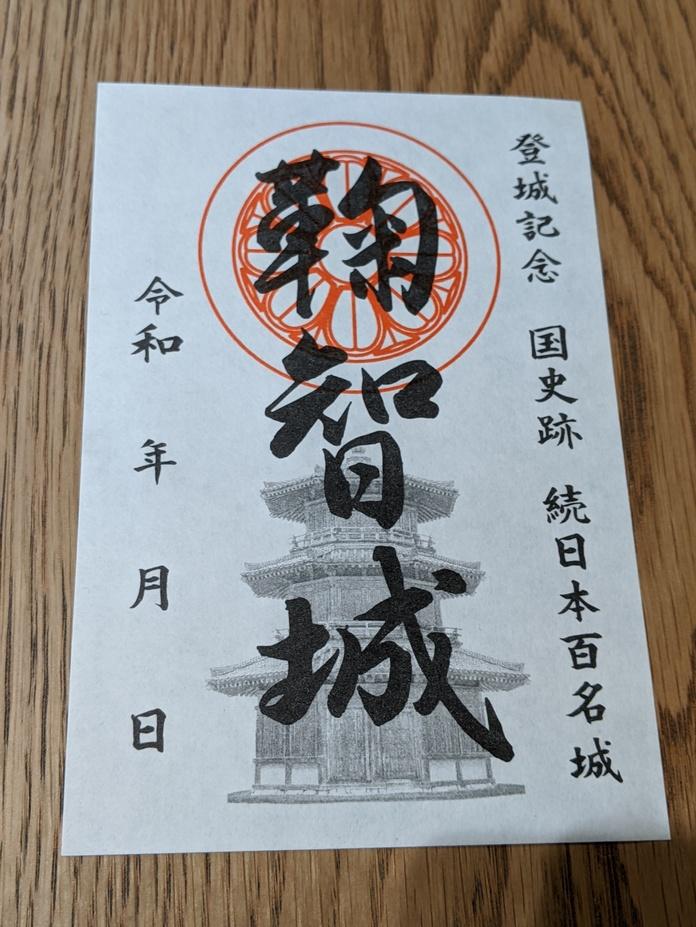 登城記念 国史跡 続日本百名城
鞠智城
令和 年 月 日